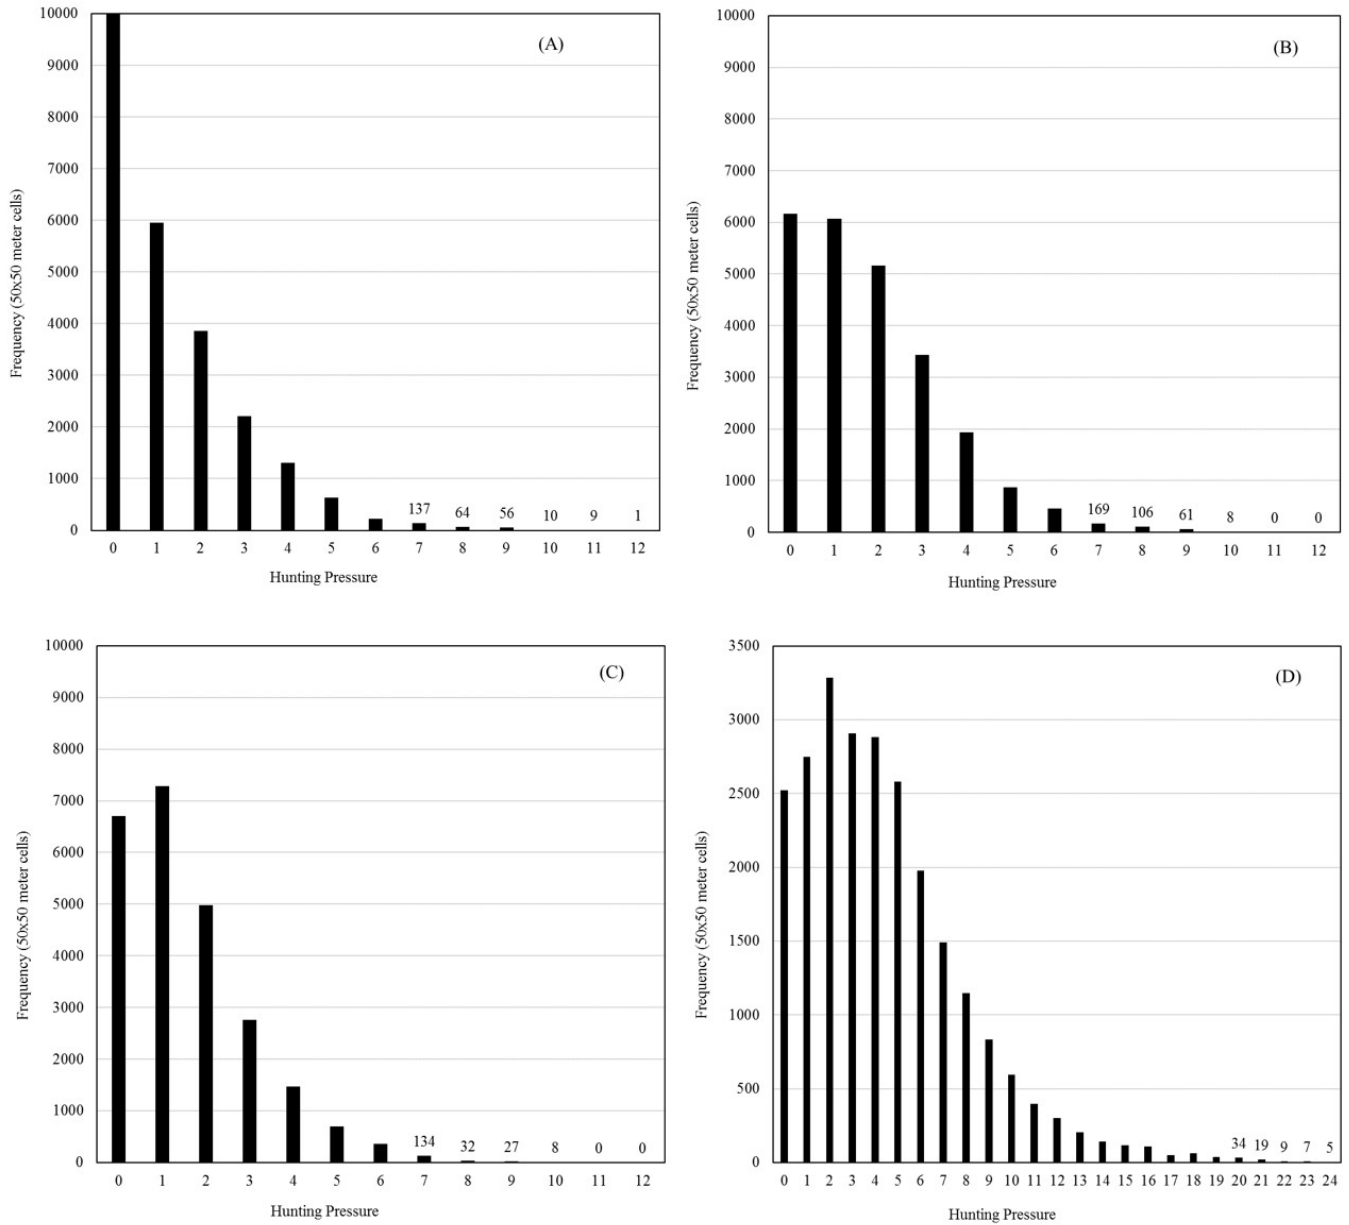 (A)
Frequency (50x50 meter cells)
10000
9000
8000
7000
6000
5000
4000
3000
2000
1000
0
137 64 56 10 9 1
0 1 2 3 4 5 6 7 8 9 10 11 12
Hunting Pressure
(B)
Frequency (50x50 meter cells)
10000
9000
8000
7000
6000
5000
4000
3000
2000
1000
0
169 106 61 8 0 0
0 1 2 3 4 5 6 7 8 9 10 11 12
Hunting Pressure
(C)
Frequency (50x50 meter cells)
10000
9000
8000
7000
6000
5000
4000
3000
2000
1000
0
134 32 27 8 0 0
0 1 2 3 4 5 6 7 8 9 10 11 12
Hunting Pressure
(D)
Frequency (50x50 meter cells)
3500
3000
2500
2000
1500
1000
500
0
34 19 9 7 5
0 1 2 3 4 5 6 7 8 9 10 11 12 13 14 15 16 17 18 19 20 21 22 23 24
Hunting Pressure